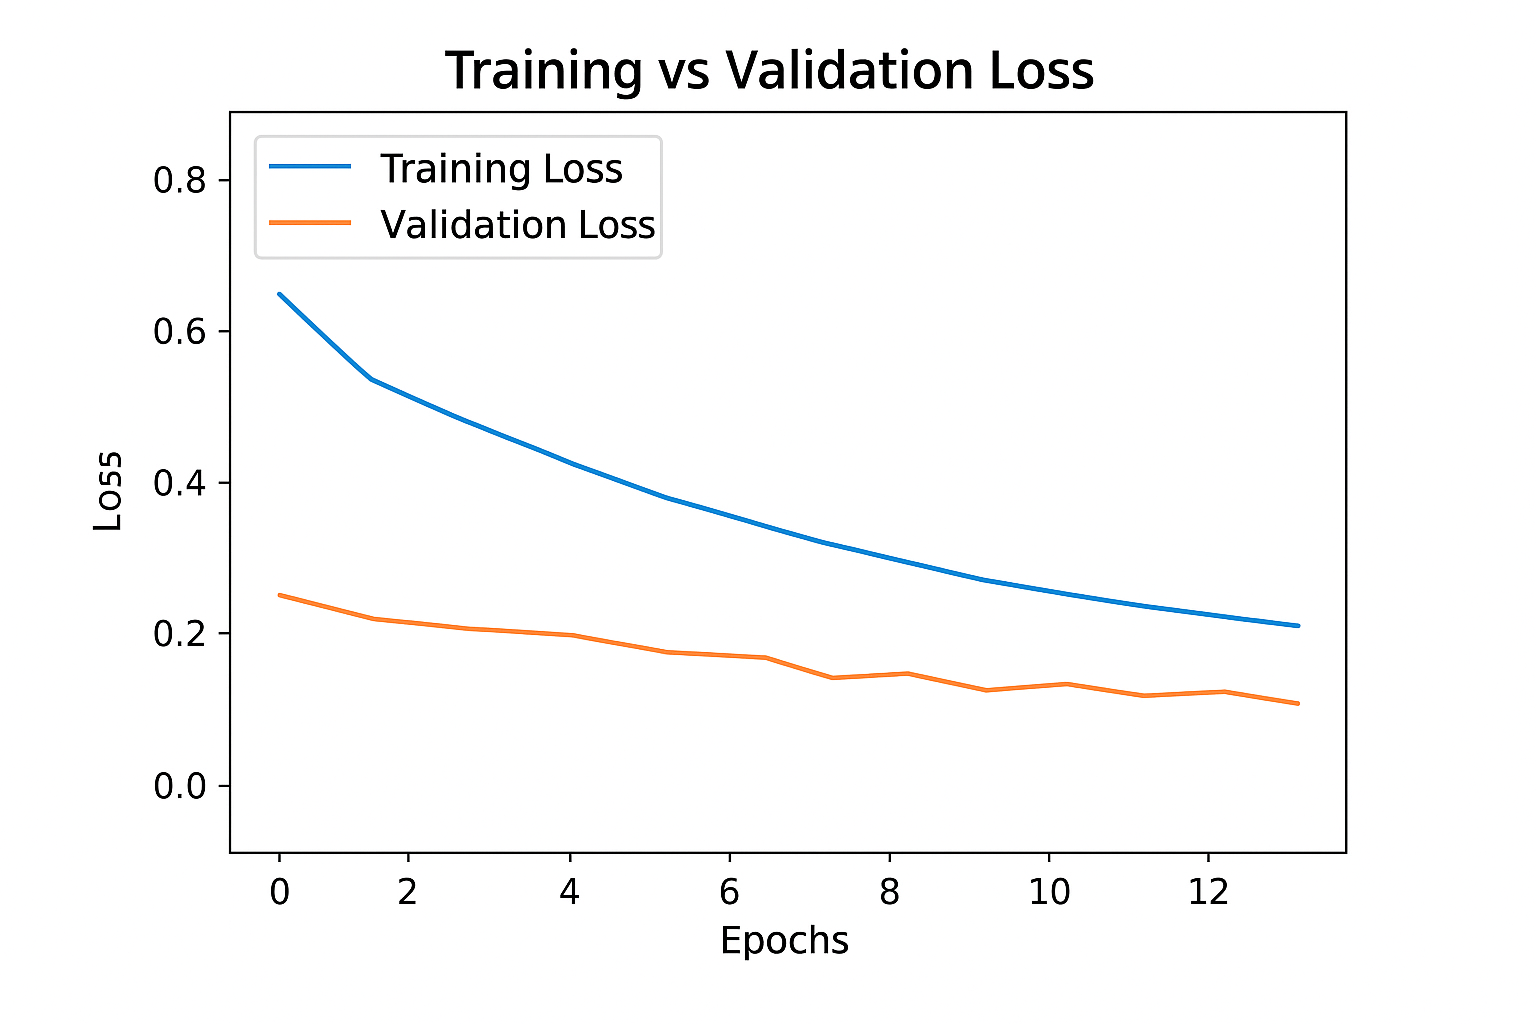 Training vs Validation Loss
Training Loss
Validation Loss
0.8
0.6
0.4
0.2
0.0
Loss
0 2 4 6 8 10 12
Epochs